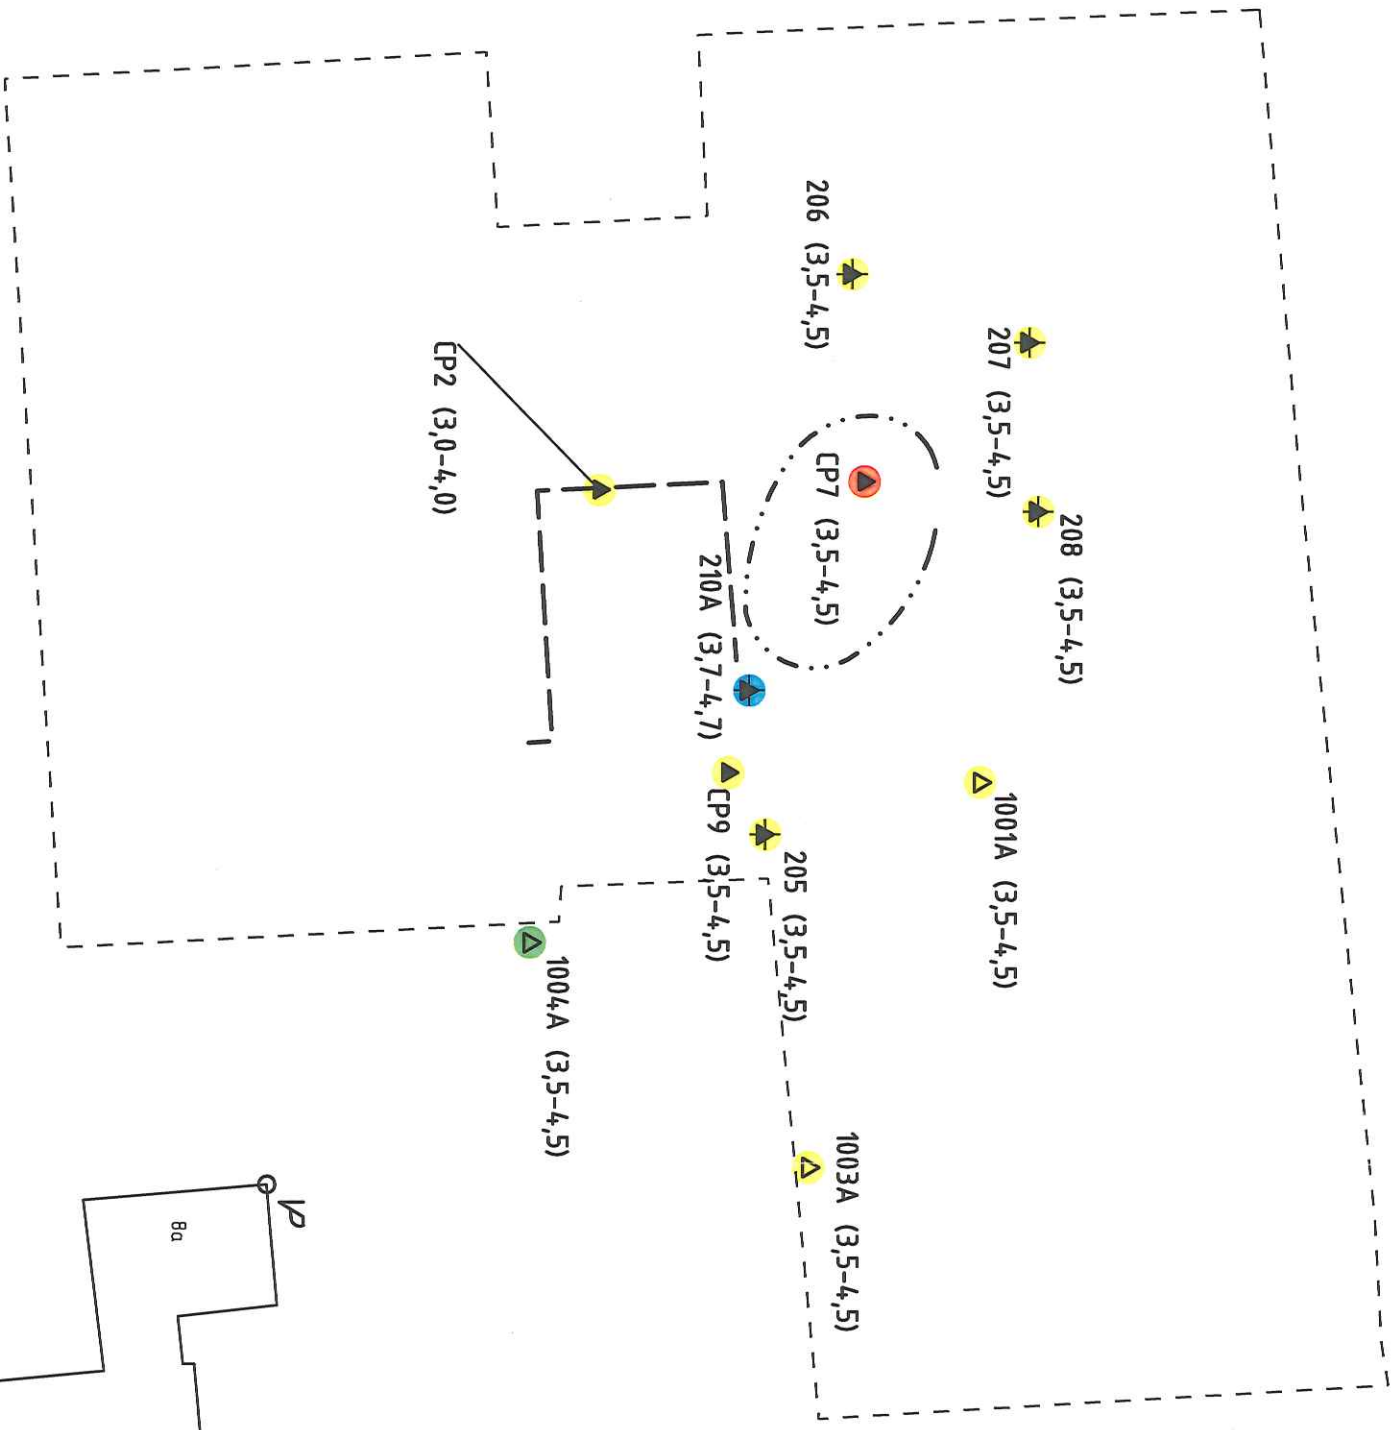 206 (3,5-4,5)
207 (3,5-4,5)
208 (3,5-4,5)
CP2 (3,0-4,0)
CP7 (3,5-4,5)
210A (3,7-4,7)
CP9 (3,5-4,5)
205 (3,5-4,5)
1001A (3,5-4,5)
1004A (3,5-4,5)
1003A (3,5-4,5)
VP
8a